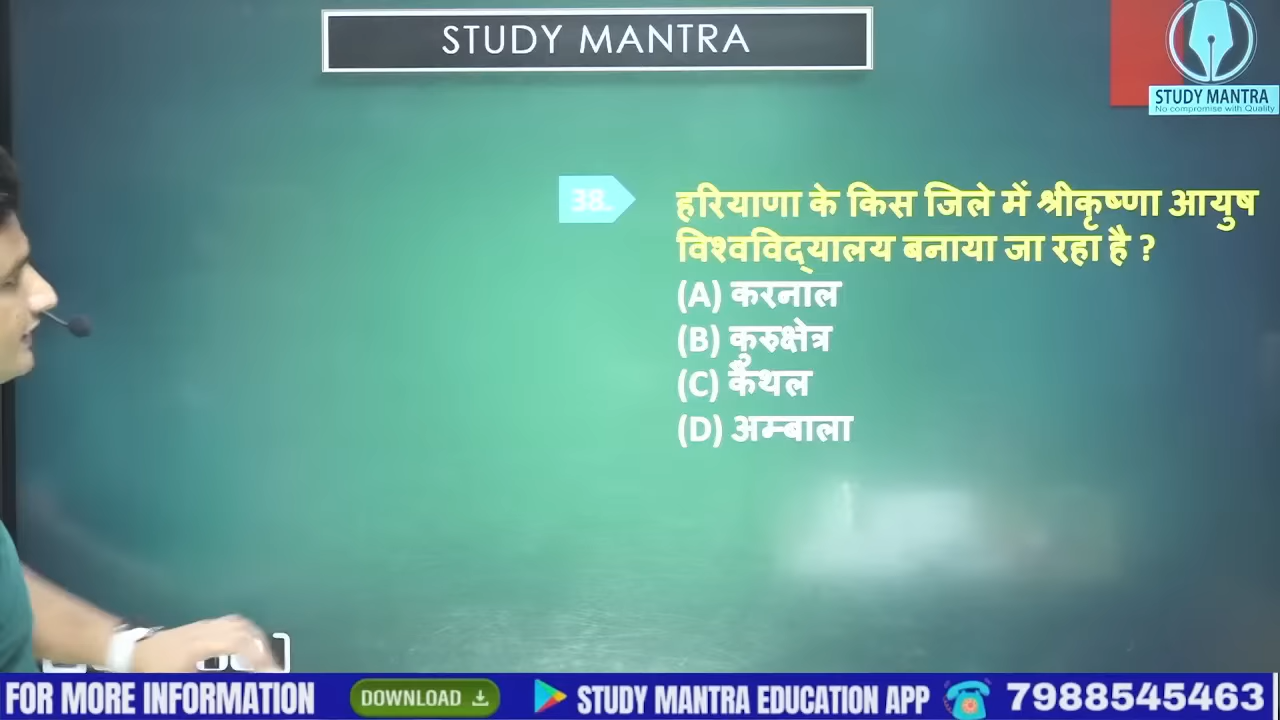 STUDY MANTRA
STUDY MANTRA
No compromise with Quality
38.
हरियाणा के किस जिले में श्रीकृष्णा आयुष
विश्वविद्यालय बनाया जा रहा है ?
(A) करनाल
(B) कुरुक्षेत्र
(C) कैंथल
(D) अम्बाला
FOR MORE INFORMATION DOWNLOAD STUDY MANTRA EDUCATION APP 7988545463